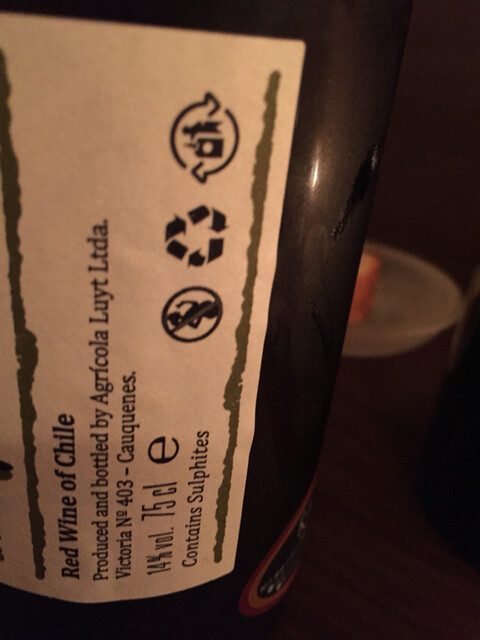 Red Wine of Chile
Produced and bottled by Agrícola Luyt Ltda.
Victoria Nº 403 - Cauquenes.
14% vol. 75 cl e
Contains Sulphites